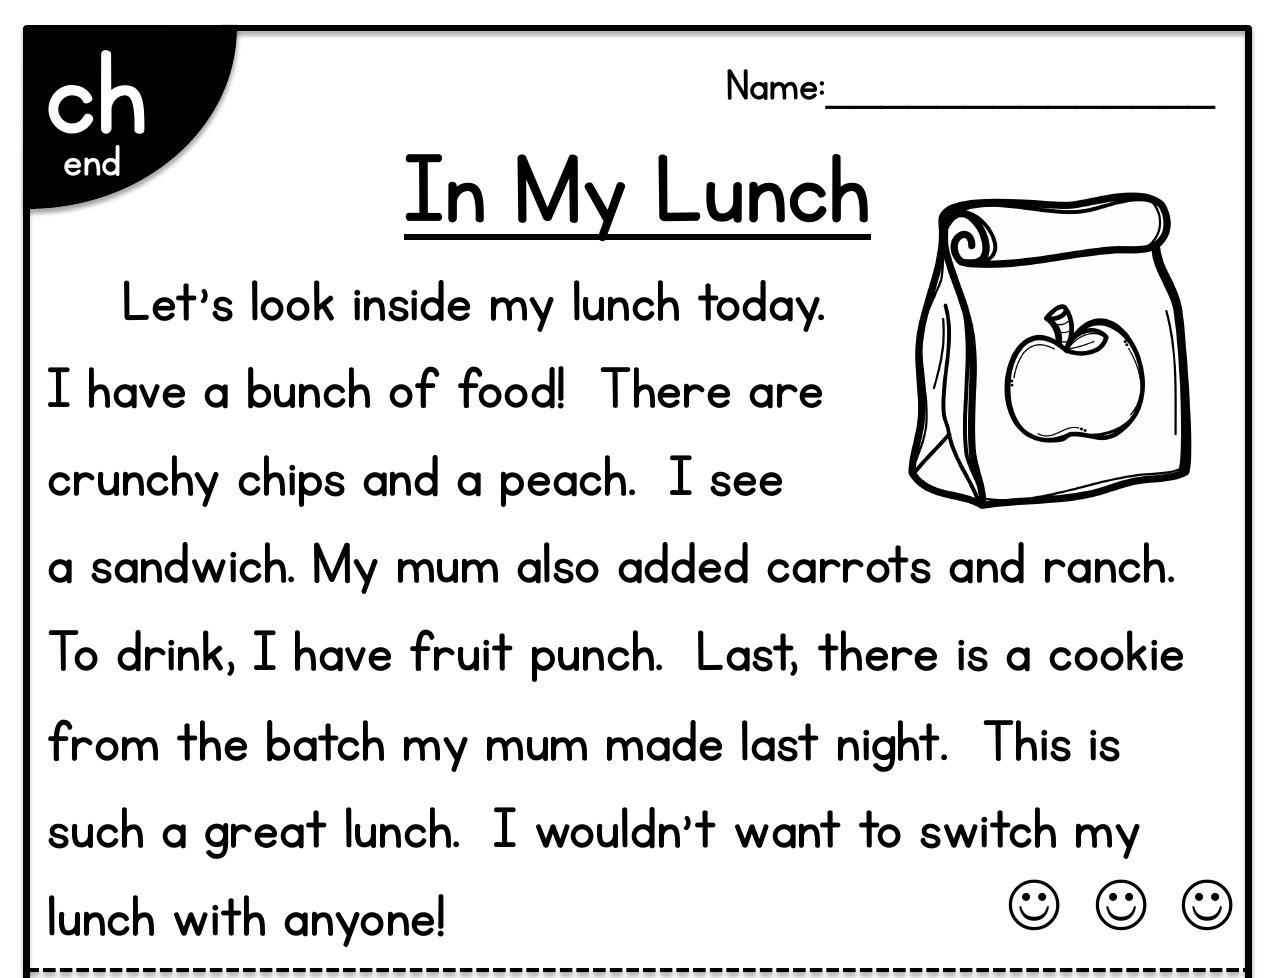 ch
end
Name:
In My Lunch
Let's look inside my lunch today.
I have a bunch of food! There are
crunchy chips and a peach. I see
a sandwich. My mum also added carrots and ranch.
To drink, I have fruit punch. Last, there is a cookie
from the batch my mum made last night. This is
such a great lunch. I wouldn't want to switch my
lunch with anyone!